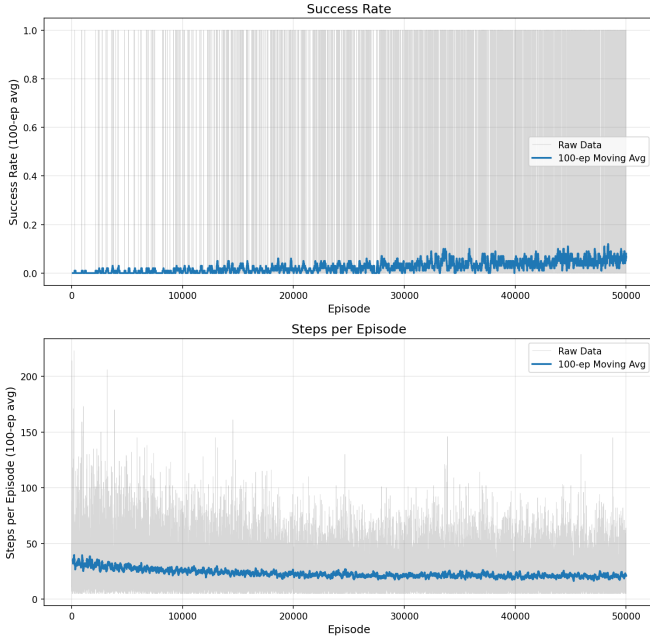 Success Rate
Success Rate (100-ep avg)
1.0
0.8
0.6
0.4
0.2
0.0
Raw Data
100-ep Moving Avg
0
10000
20000
30000
40000
50000
Episode
Steps per Episode
Steps per Episode (100-ep avg)
200
150
100
50
0
Raw Data
100-ep Moving Avg
0
10000
20000
30000
40000
50000
Episode